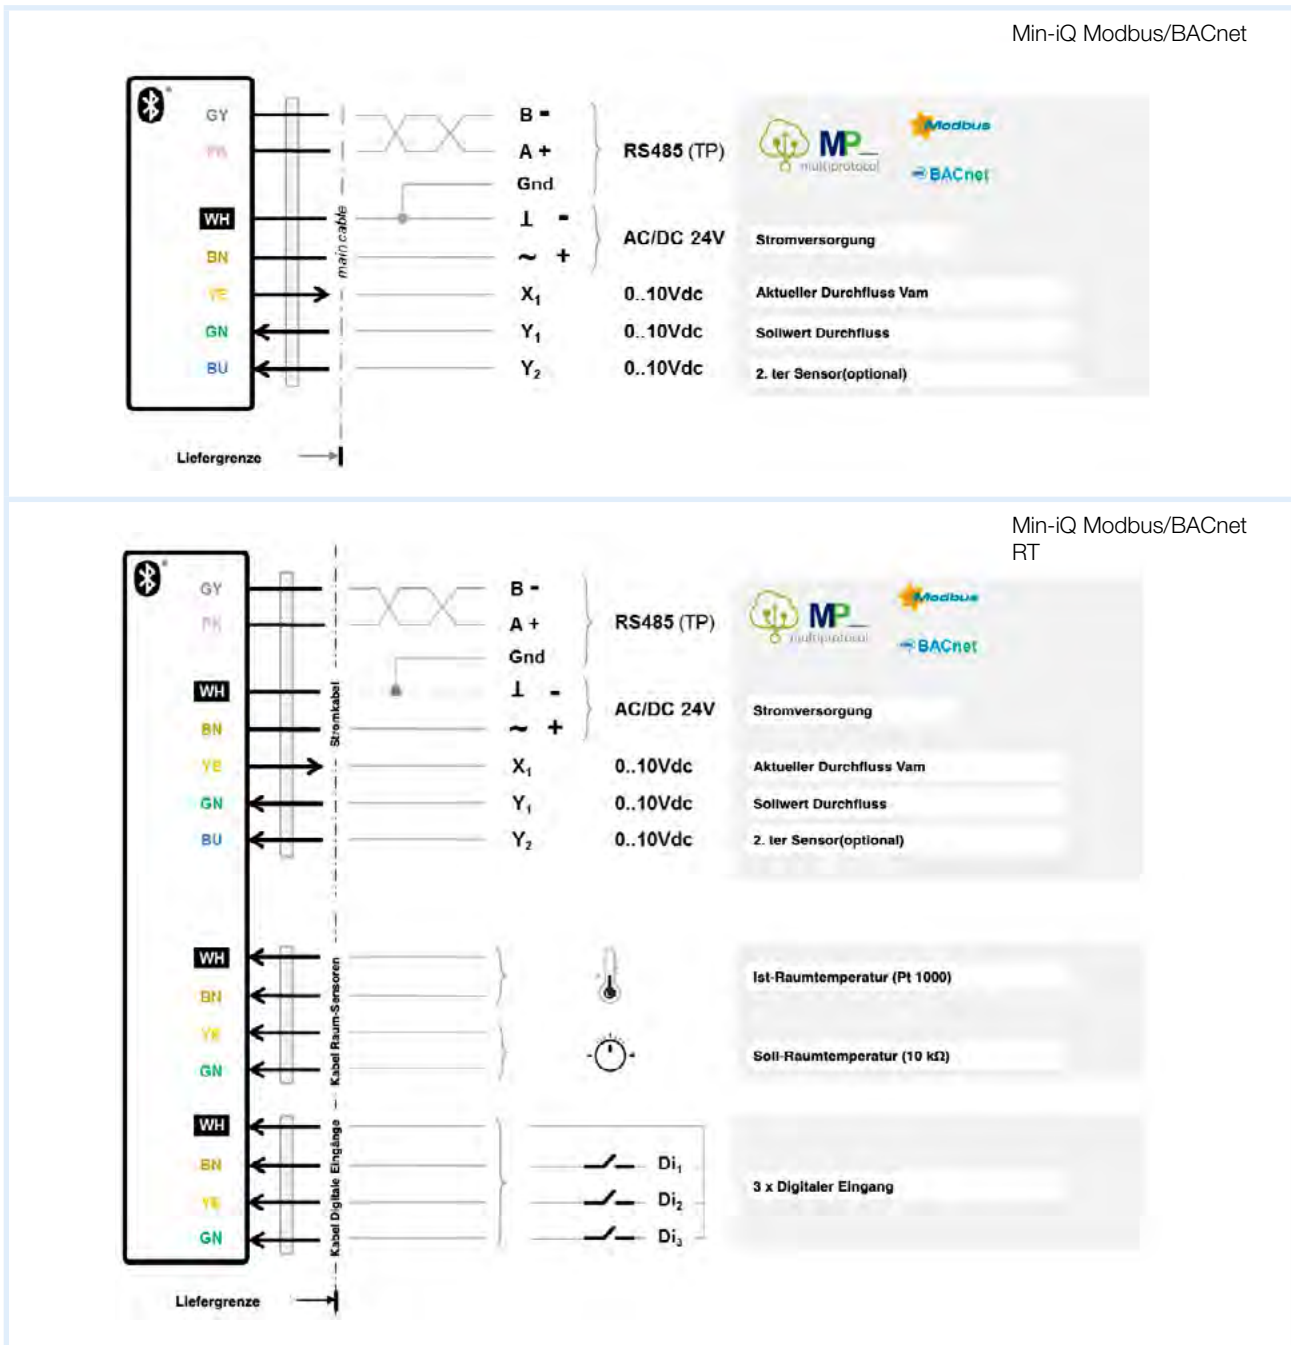 Min-iQ Modbus/BACnet
GY
B -
Modbus
MP
multiprotocol
PK
A +
RS485 (TP)
BACnet
Gnd
WH
⊥ -
AC/DC 24V
Stromversorgung
BN
~ +
YE
X₁
0..10Vdc
Aktueller Durchfluss Vam
GN
Y₁
0..10Vdc
Sollwert Durchfluss
BU
Y₂
0..10Vdc
2. ter Sensor(optional)
main cable
Liefergrenze
Min-iQ Modbus/BACnet
RT
GY
B -
Modbus
MP
multiprotocol
PK
A +
RS485 (TP)
BACnet
Gnd
WH
⊥ -
AC/DC 24V
Stromversorgung
BN
~ +
YE
X₁
0..10Vdc
Aktueller Durchfluss Vam
GN
Y₁
0..10Vdc
Sollwert Durchfluss
BU
Y₂
0..10Vdc
2. ter Sensor(optional)
Stromkabel
WH
BN
Ist-Raumtemperatur (Pt 1000)
YE
GN
Soll-Raumtemperatur (10 kΩ)
Kabel Raum-Sensoren
WH
BN
Di₁
3 x Digitaler Eingang
YE
Di₂
GN
Di₃
Kabel Digitale Eingänge
Liefergrenze